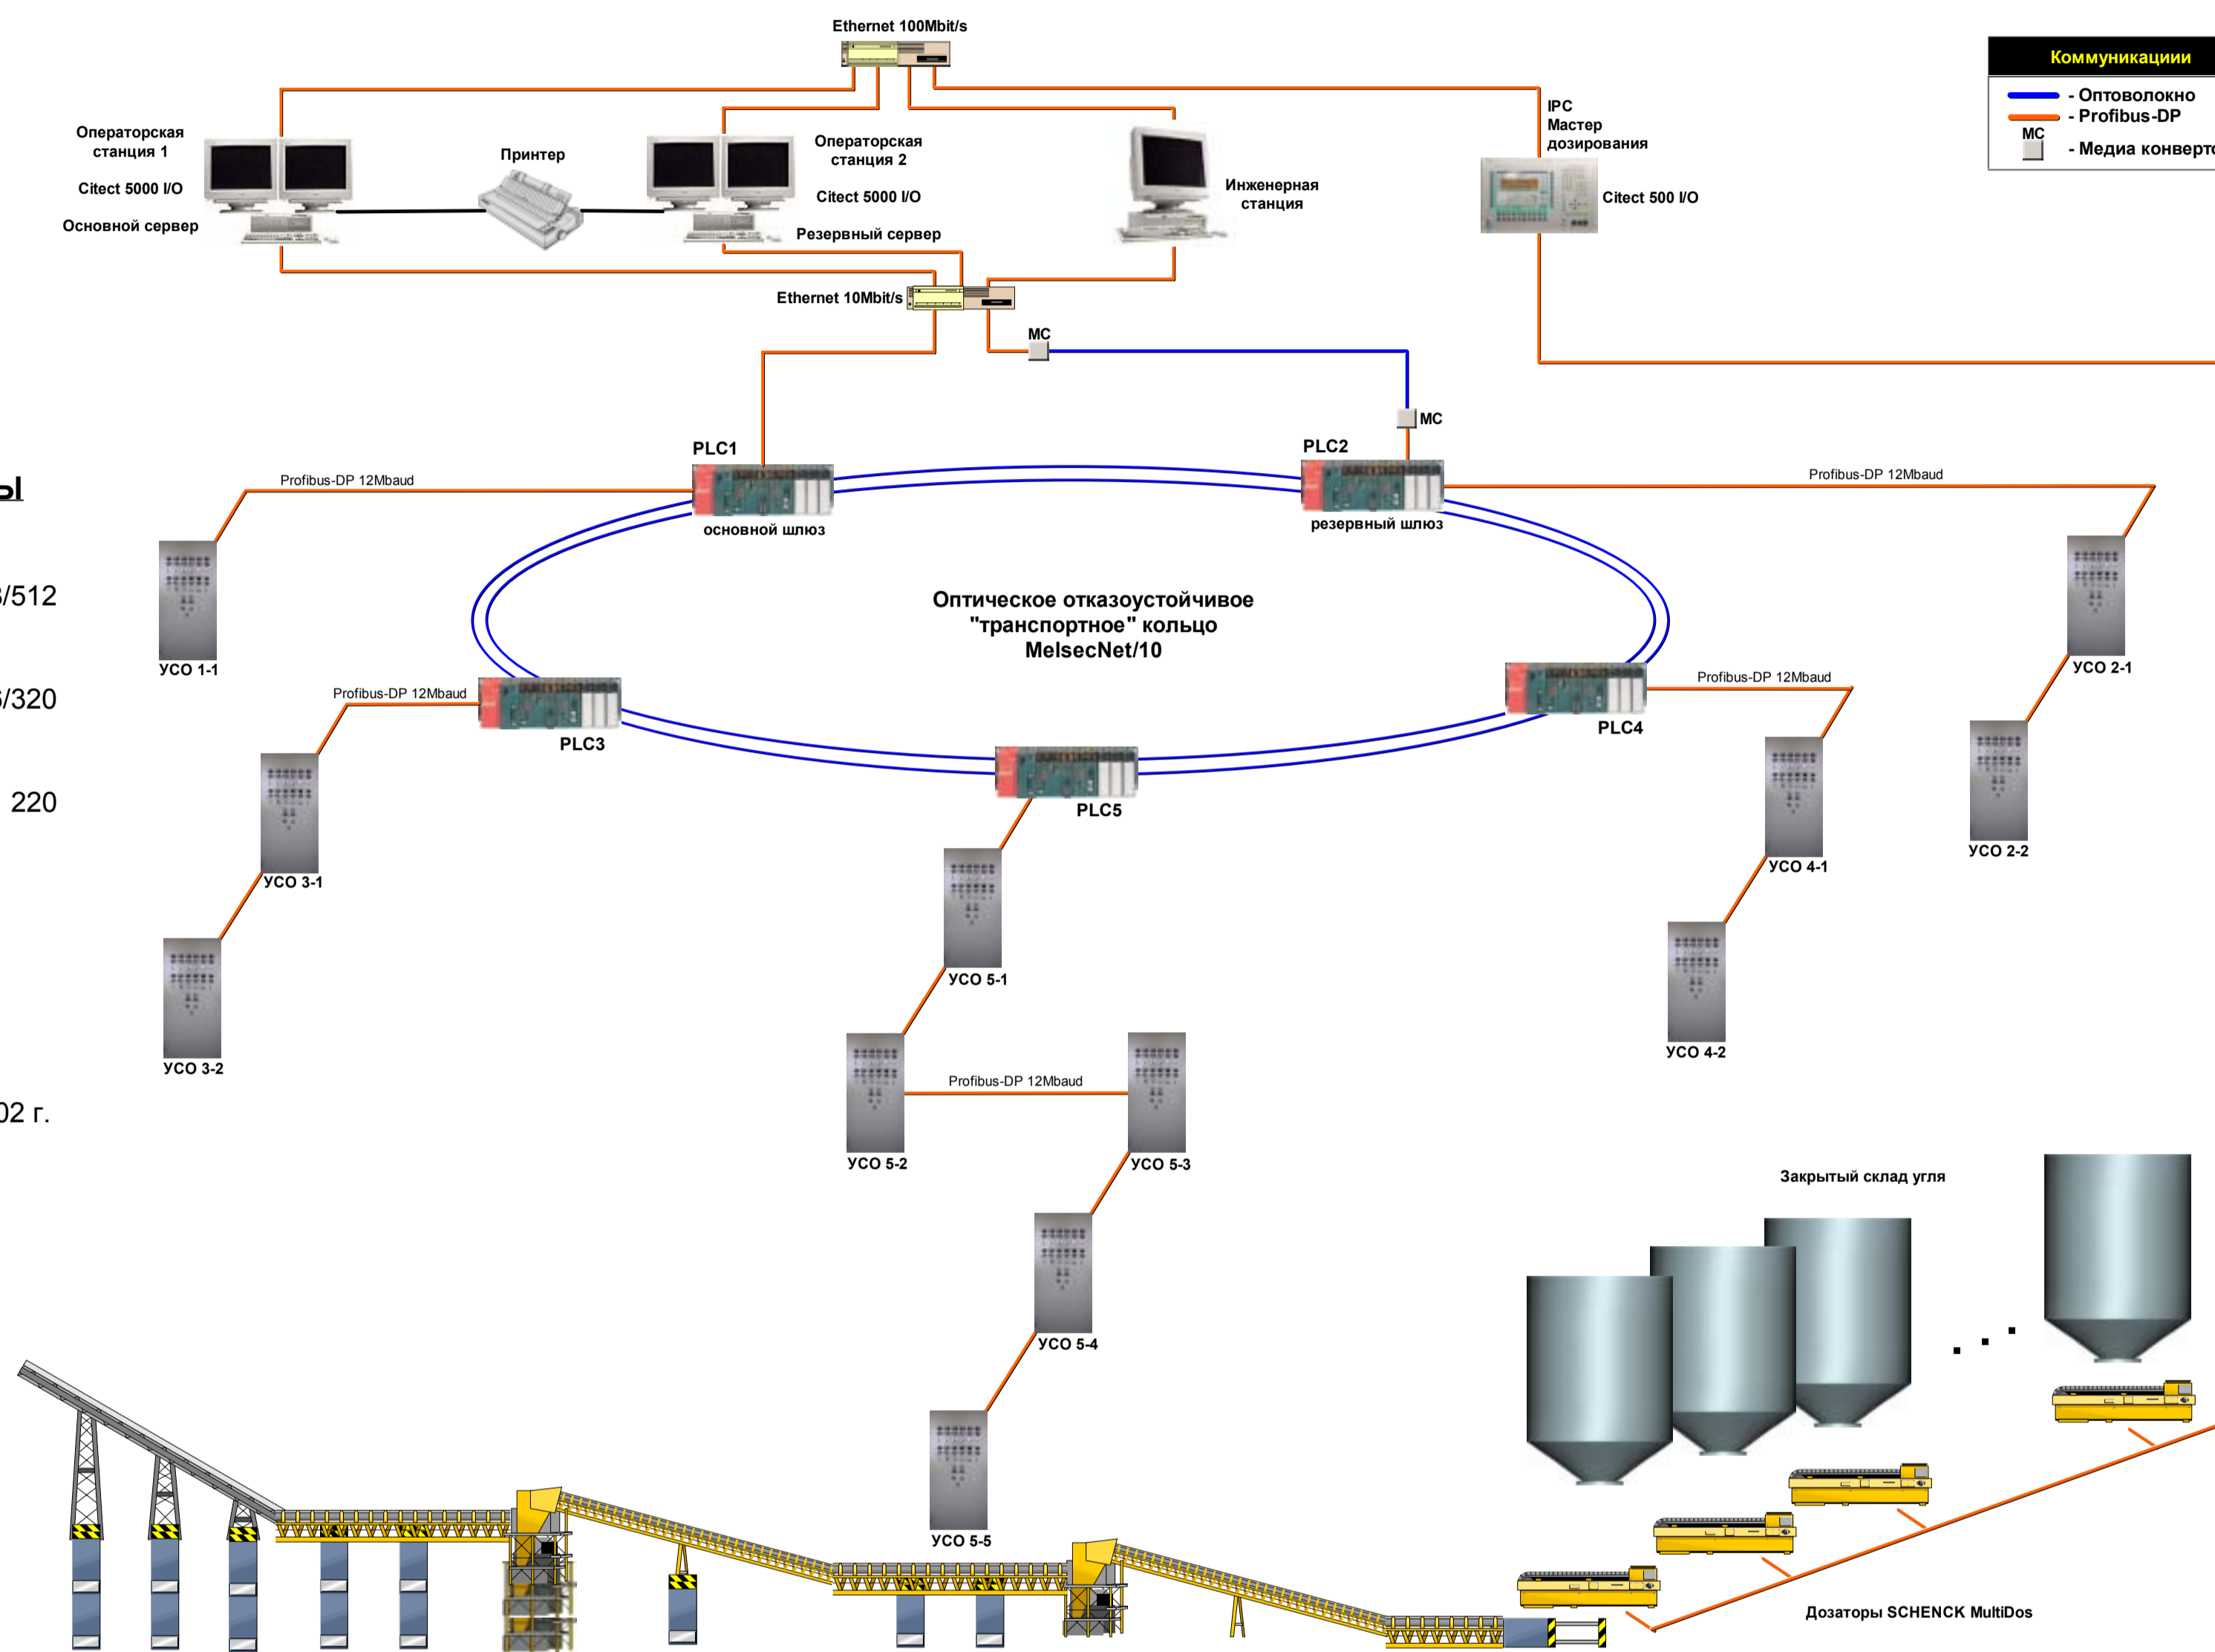 Ethernet 100Mbit/s
Коммуникациии
- Оптоволокно
- Profibus-DP
МС
- Медиа
Операторская
станция 1
Citect 5000 I/O
Основной сервер
Принтер
Операторская
станция 2
Citect 5000 I/O
Резервный сервер
Инженерная
станция
IPC
Мастер
дозирования
Citect 500 I/O
Ethernet 10Mbit/s
МС
МС
PLC1
основной шлюз
PLC2
резервный шлюз
Profibus-DP 12Mbaud
Profibus-DP 12Mbaud
/512
/320
220
02 г.
УСО 1-1
Оптическое отказоустойчивое
"транспортное" кольцо
MelsecNet/10
УСО 2-1
Profibus-DP 12Mbaud
Profibus-DP 12Mbaud
PLC3
PLC4
PLC5
УСО 2-2
УСО 3-1
УСО 4-1
УСО 5-1
УСО 3-2
УСО 4-2
Profibus-DP 12Mbaud
УСО 5-2
УСО 5-3
УСО 5-4
УСО 5-5
Закрытый склад угля
Дозаторы SCHENCK MultiDos